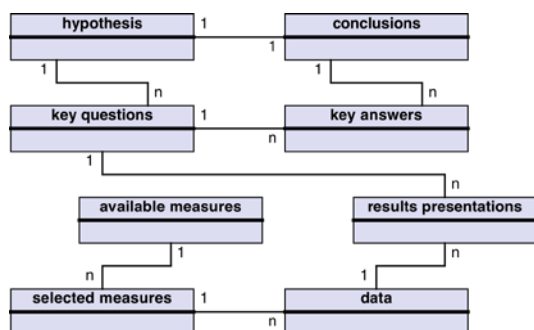 hypothesis 1 conclusions
1
1 1
n n
key questions 1 key answers
n
1
n
available measures results presentations
1 n
n 1
selected measures 1 data
n